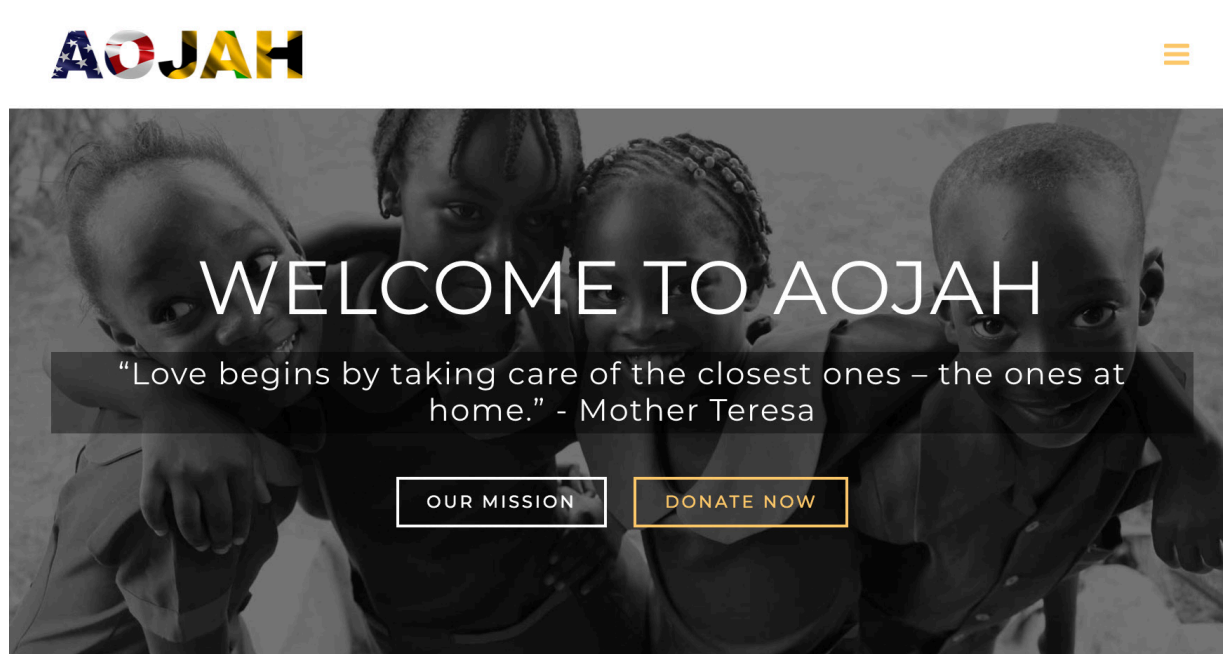 AOJAH
WELCOME TO AOJAH
“Love begins by taking care of the closest ones – the ones at
home.” - Mother Teresa
OUR MISSION
DONATE NOW